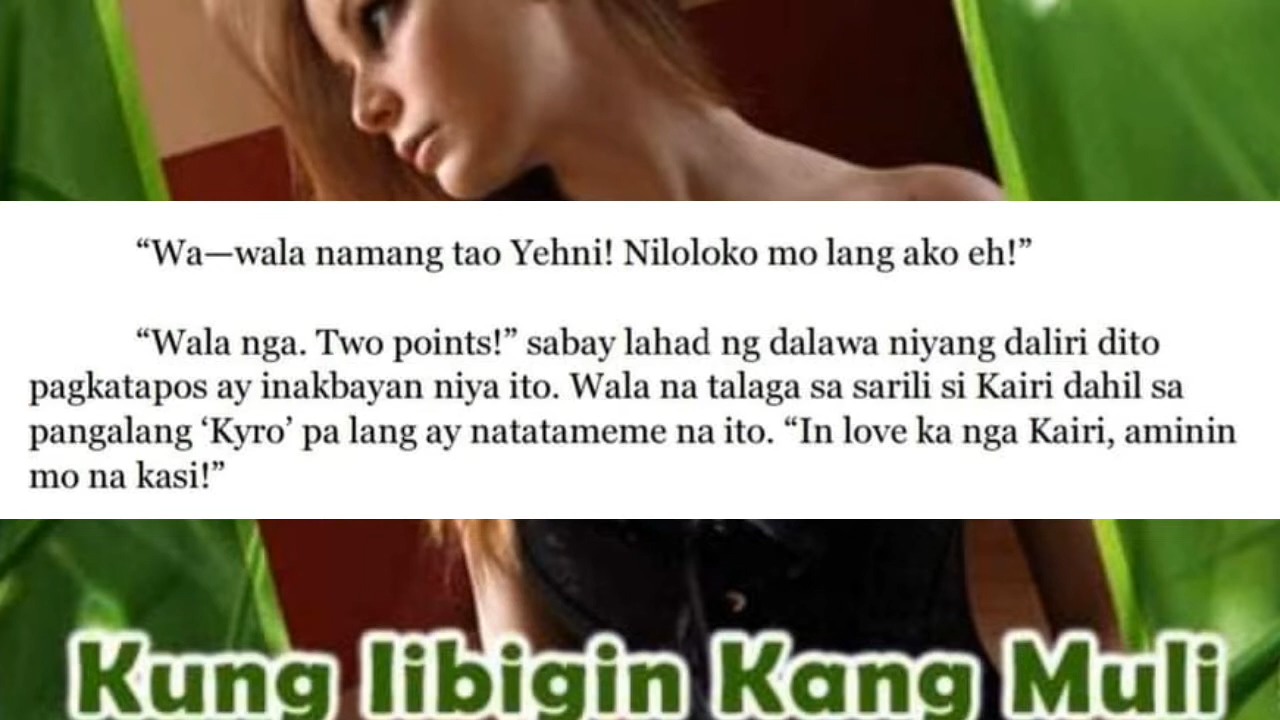 “Wa—wala namang tao Yehni! Niloloko mo lang ako eh!”
“Wala nga. Two points!” sabay lahad ng dalawa niyang daliri dito
pagkatapos ay inakbayan niya ito. Wala na talaga sa sarili si Kairi dahil sa
pangalang ‘Kyro’ pa lang ay natatameme na ito. “In love ka nga Kairi, aminin
mo na kasi!”
Kung Iibigin Kang Muli